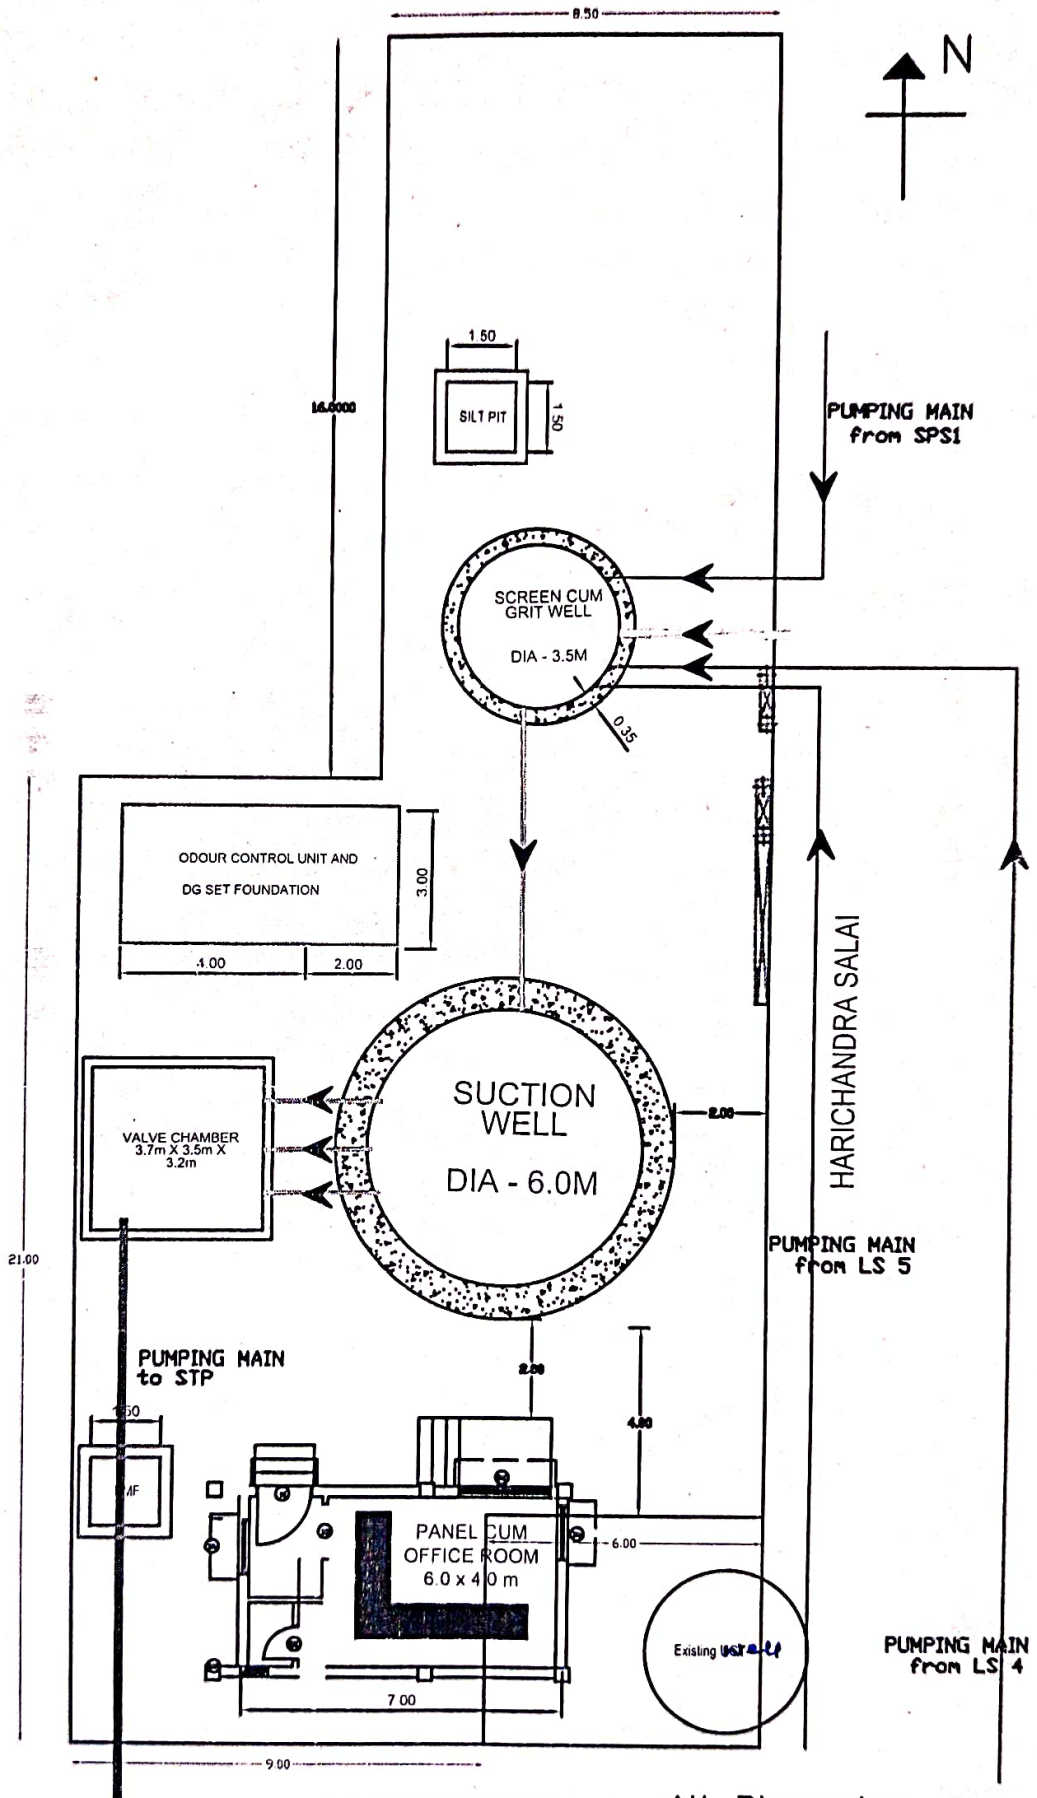 8.50
N
1.50
SILT PIT
1.50
16.0000
PUMPING MAIN
from SPS1
SCREEN CUM
GRIT WELL
DIA - 3.5M
0.35
ODOUR CONTROL UNIT AND
DG SET FOUNDATION
3.00
4.00
2.00
HARICHANDRA SALAI
SUCTION
WELL
DIA - 6.0M
2.00
VALVE CHAMBER
3.7m X 3.5m X
3.2m
21.00
PUMPING MAIN
from LS 5
PUMPING MAIN
to STP
2.00
4.00
1.50
PANEL CUM
OFFICE ROOM
6.0 x 4.0 m
6.00
Existing well
PUMPING MAIN
from LS 4
7.00
9.00